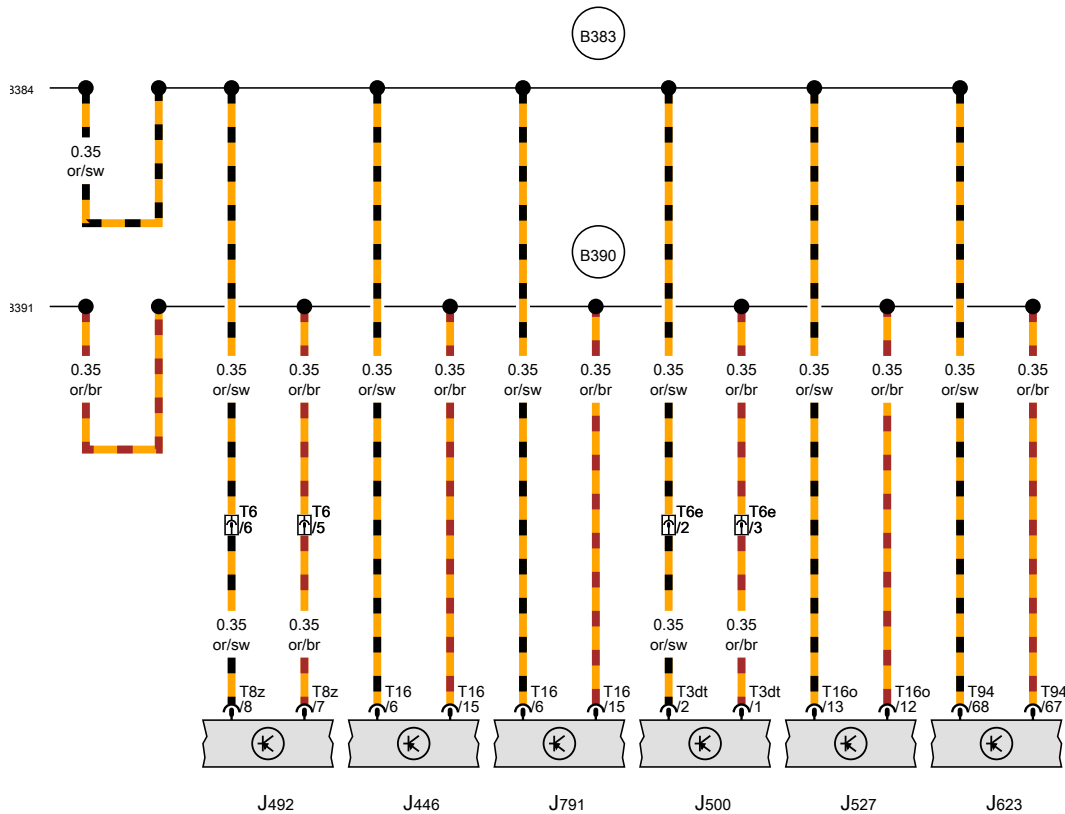 B383
0.35
or/sw
B390
0.35 0.35 0.35 0.35 0.35 0.35 0.35 0.35 0.35 0.35 0.35 0.35 0.35
or/br or/sw or/br or/sw or/br or/sw or/br or/sw or/br or/sw or/br or/sw or/br
T6 T6 T6e T6e
/6 /5 /2 /3
0.35 0.35 0.35 0.35
or/sw or/br or/sw or/br
T8z T8z T16 T16 T16 T16 T3dt T3dt T16o T16o T94 T94
/8 /7 /6 /15 /6 /15 /2 /1 /13 /12 /68 /67
J492 J446 J791 J500 J527 J623